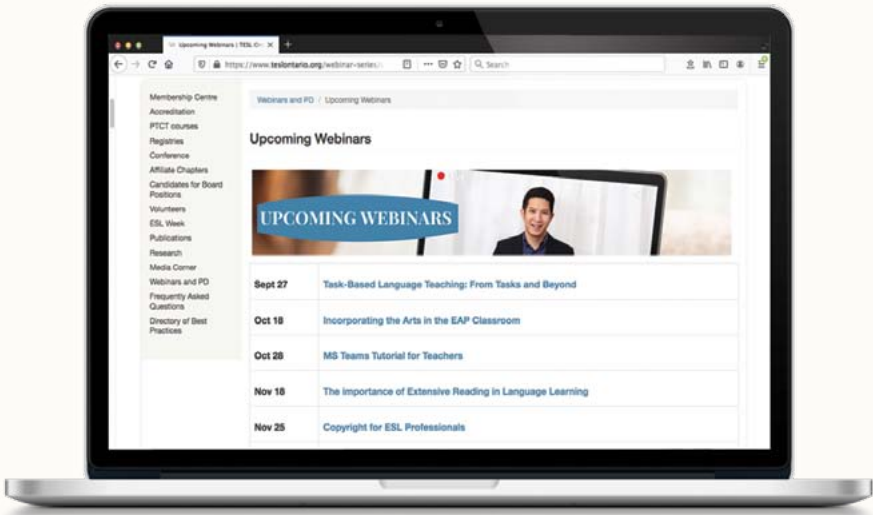 Upcoming Webinars | TESL On
https://www.teslontario.org/webinar-series/
Search
Membership Centre
Accreditation
PTCT courses
Registries
Conference
Affiliate Chapters
Candidates for Board
Positions
Volunteers
ESL Week
Publications
Research
Media Corner
Webinars and PD
Frequently Asked
Questions
Directory of Best
Practices
Webinars and PD / Upcoming Webinars
Upcoming Webinars
UPCOMING WEBINARS
Sept 27 Task-Based Language Teaching: From Tasks and Beyond
Oct 18 Incorporating the Arts in the EAP Classroom
Oct 28 MS Teams Tutorial for Teachers
Nov 18 The importance of Extensive Reading in Language Learning
Nov 25 Copyright for ESL Professionals